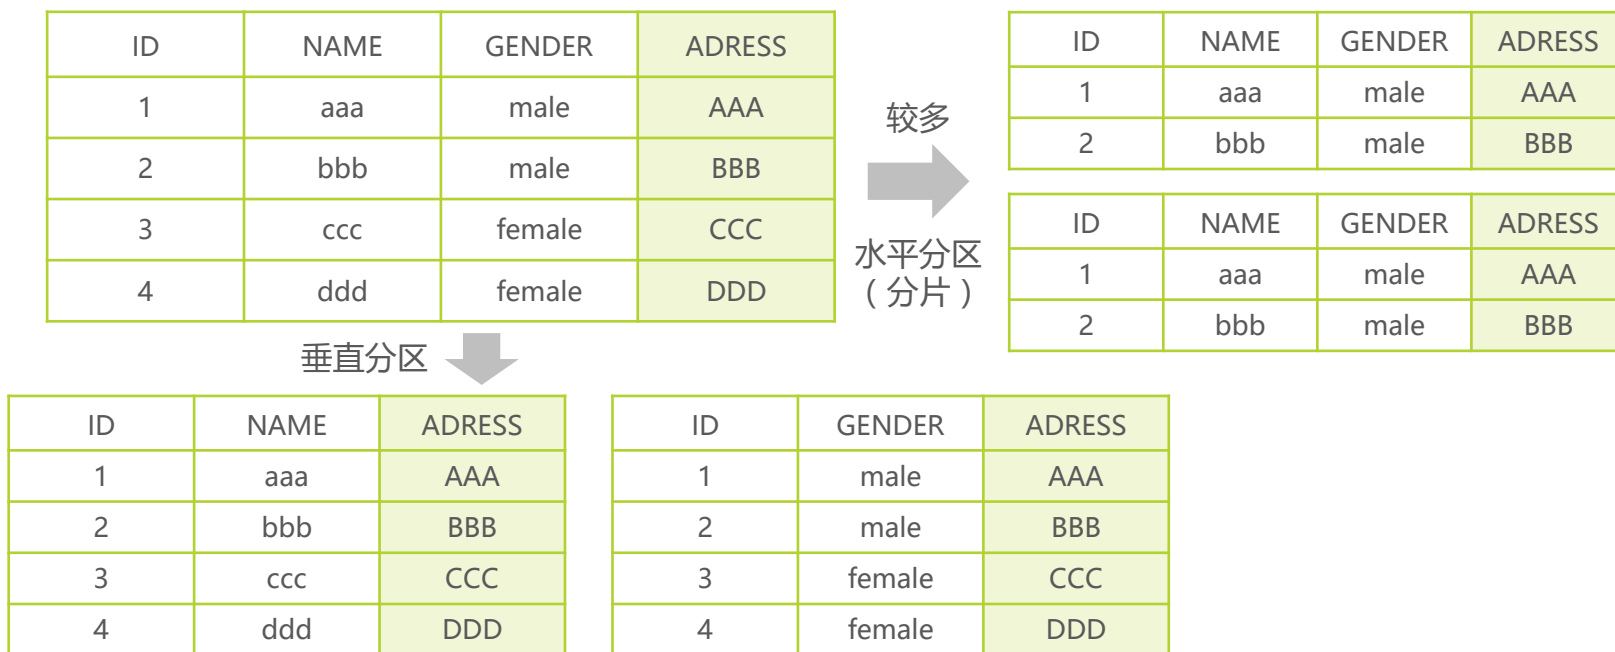 ID NAME GENDER ADRESS
1 aaa male AAA
2 bbb male BBB
3 ccc female CCC
4 ddd female DDD
较多
水平分区
（分片）
ID NAME GENDER ADRESS
1 aaa male AAA
2 bbb male BBB
ID NAME GENDER ADRESS
1 aaa male AAA
2 bbb male BBB
垂直分区
ID NAME ADRESS
1 aaa AAA
2 bbb BBB
3 ccc CCC
4 ddd DDD
ID GENDER ADRESS
1 male AAA
2 male BBB
3 female CCC
4 female DDD